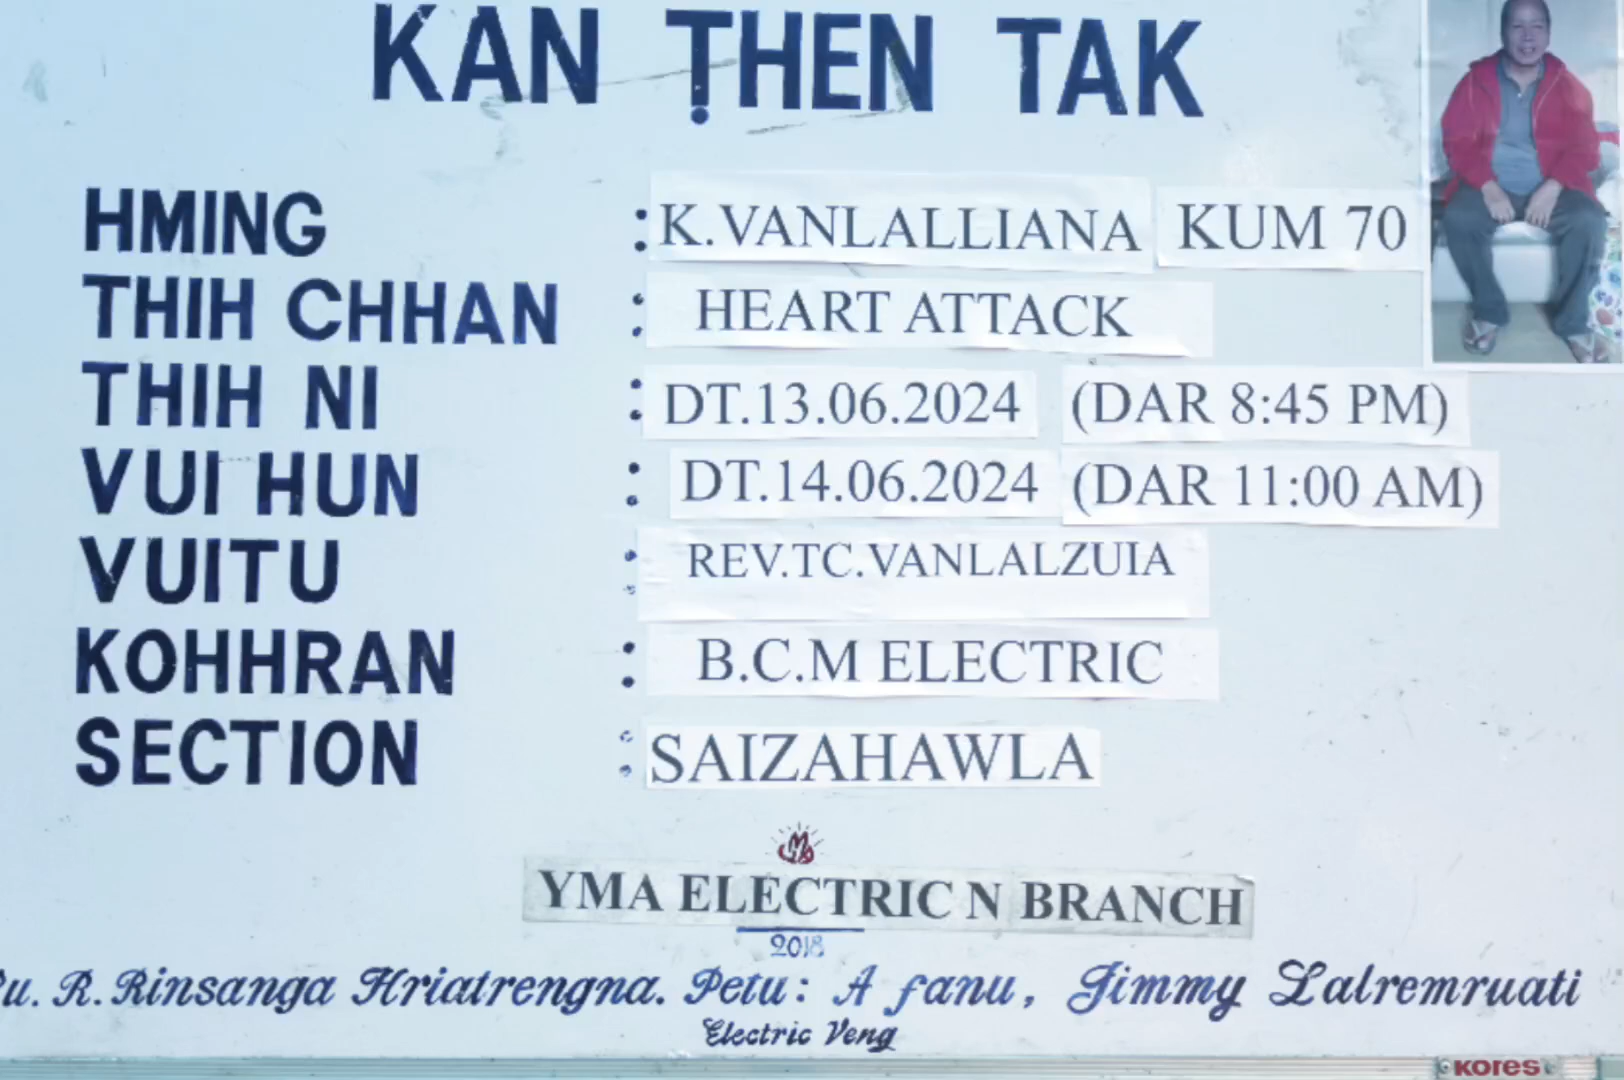 KAN ṬHEN TAK
HMING : K.VANLALLIANA KUM 70
THIH CHHAN : HEART ATTACK
THIH NI : DT.13.06.2024 (DAR 8:45 PM)
VUI HUN : DT.14.06.2024 (DAR 11:00 AM)
VUITU : REV.TC.VANLALZUIA
KOHHRAN : B.C.M ELECTRIC
SECTION : SAIZAHAWLA
YMA ELECTRIC N BRANCH
2018
u. R. Rinsanga Hriatrengna. Petu: A fanu, Jimmy Lalremruati
Electric Veng
KORES